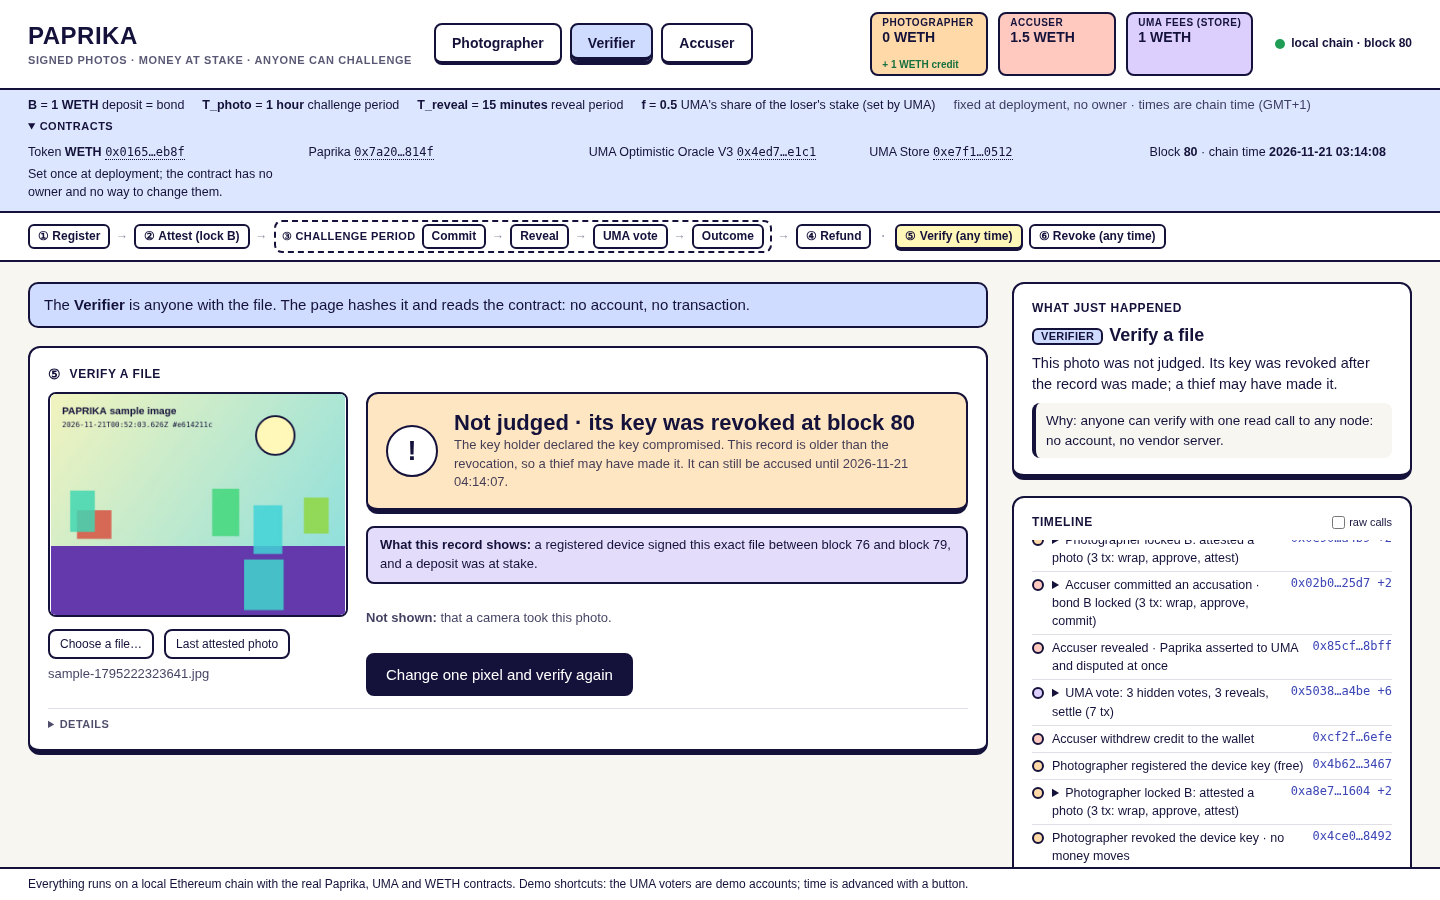 PAPRIKA
SIGNED PHOTOS · MONEY AT STAKE · ANYONE CAN CHALLENGE
Photographer
Verifier
Accuser
PHOTOGRAPHER
0 WETH
+ 1 WETH credit
ACCUSER
1.5 WETH
UMA FEES (STORE)
1 WETH
local chain · block 80
B = 1 WETH deposit = bond T_photo = 1 hour challenge period T_reveal = 15 minutes reveal period f = 0.5 UMA's share of the loser's stake (set by UMA) fixed at deployment, no owner · times are chain time (GMT+1)
▼ CONTRACTS
Token WETH 0x0165…eb8f
Paprika 0x7a20…814f
UMA Optimistic Oracle V3 0x4ed7…e1c1
UMA Store 0xe7f1…0512
Block 80 · chain time 2026-11-21 03:14:08
Set once at deployment; the contract has no
owner and no way to change them.
① Register → ② Attest (lock B) → ③ CHALLENGE PERIOD Commit → Reveal → UMA vote → Outcome → ④ Refund · ⑤ Verify (any time) ⑥ Revoke (any time)
The Verifier is anyone with the file. The page hashes it and reads the contract: no account, no transaction.
⑤ VERIFY A FILE
PAPRIKA sample image
2026-11-21T00:52:03.626Z #e614211c
Choose a file…
Last attested photo
sample-1795222323641.jpg
!
Not judged · its key was revoked at block 80
The key holder declared the key compromised. This record is older than the
revocation, so a thief may have made it. It can still be accused until 2026-11-21
04:14:07.
What this record shows: a registered device signed this exact file between block 76 and block 79,
and a deposit was at stake.
Not shown: that a camera took this photo.
Change one pixel and verify again
▶ DETAILS
WHAT JUST HAPPENED
VERIFIER Verify a file
This photo was not judged. Its key was revoked after
the record was made; a thief may have made it.
Why: anyone can verify with one read call to any node:
no account, no vendor server.
TIMELINE
raw calls
▶ Photographer locked B: attested a
photo (3 tx: wrap, approve, attest)
▶ Accuser committed an accusation · 0x02b0…25d7 +2
bond B locked (3 tx: wrap, approve,
commit)
Accuser revealed · Paprika asserted to UMA 0x85cf…8bff
and disputed at once
▶ UMA vote: 3 hidden votes, 3 reveals, 0x5038…a4be +6
settle (7 tx)
Accuser withdrew credit to the wallet 0xcf2f…6efe
Photographer registered the device key (free) 0x4b62…3467
▶ Photographer locked B: attested a 0xa8e7…1604 +2
photo (3 tx: wrap, approve, attest)
Photographer revoked the device key · no 0x4ce0…8492
money moves
Everything runs on a local Ethereum chain with the real Paprika, UMA and WETH contracts. Demo shortcuts: the UMA voters are demo accounts; time is advanced with a button.